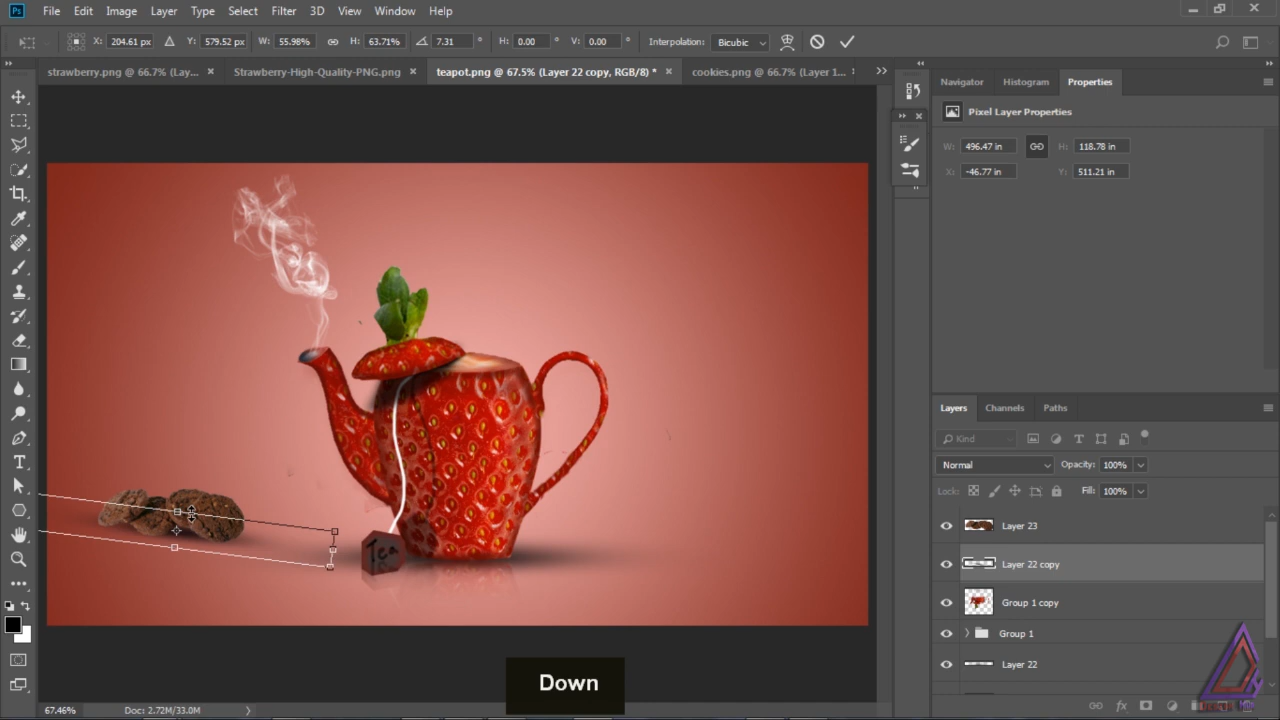 Ps File Edit Image Layer Type Select Filter 3D View Window Help
X: 204.61 px Y: 579.52 px W: 55.98% H: 63.71% 7.31 ° H: 0.00 ° V: 0.00 ° Interpolation: Bicubic
strawberry.png @ 66.7% (Lay... × Strawberry-High-Quality-PNG.png × teapot.png @ 67.5% (Layer 22 copy, RGB/8) * × cookies.png @ 66.7% (Layer 1...
Navigator Histogram Properties
Pixel Layer Properties
W: 496.47 in H: 118.78 in
X: -46.77 in Y: 511.21 in
Tea
Layers Channels Paths
Kind
Normal Opacity: 100%
Lock: Fill: 100%
Layer 23
Layer 22 copy
Group 1 copy
Group 1
Layer 22
Down
67.46% Doc: 2.72M/33.0M